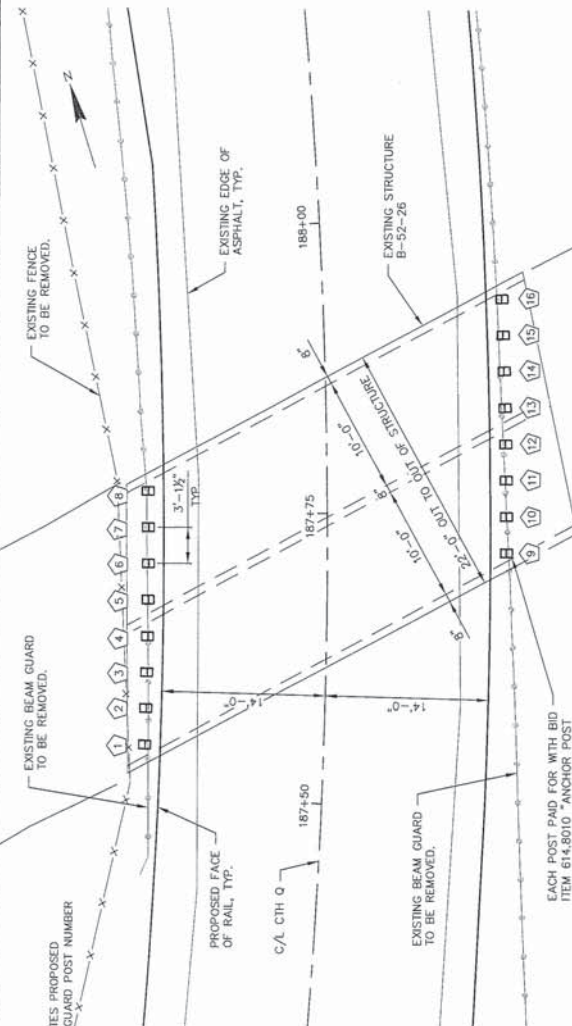 EXISTING FENCE
TO BE REMOVED.
N
EXISTING BEAM GUARD
TO BE REMOVED.
EXISTING EDGE OF
ASPHALT, TYP.
GUARD POST NUMBER
PROPOSED
1
2
3
4
5
6
7
8
3'-1½"
TYP.
PROPOSED FACE
OF RAIL, TYP.
C/L CTH Q
187+50
187+75
188+00
14'-0"
14'-0"
8"
10'-0"
8"
10'-0"
8"
22'-0" OUT TO OUT OF STRUCTURE
EXISTING STRUCTURE
B-52-26
EXISTING BEAM GUARD
TO BE REMOVED.
9
10
11
12
13
14
15
16
EACH POST PAID FOR WITH BID
ITEM 614.8010 "ANCHOR POST